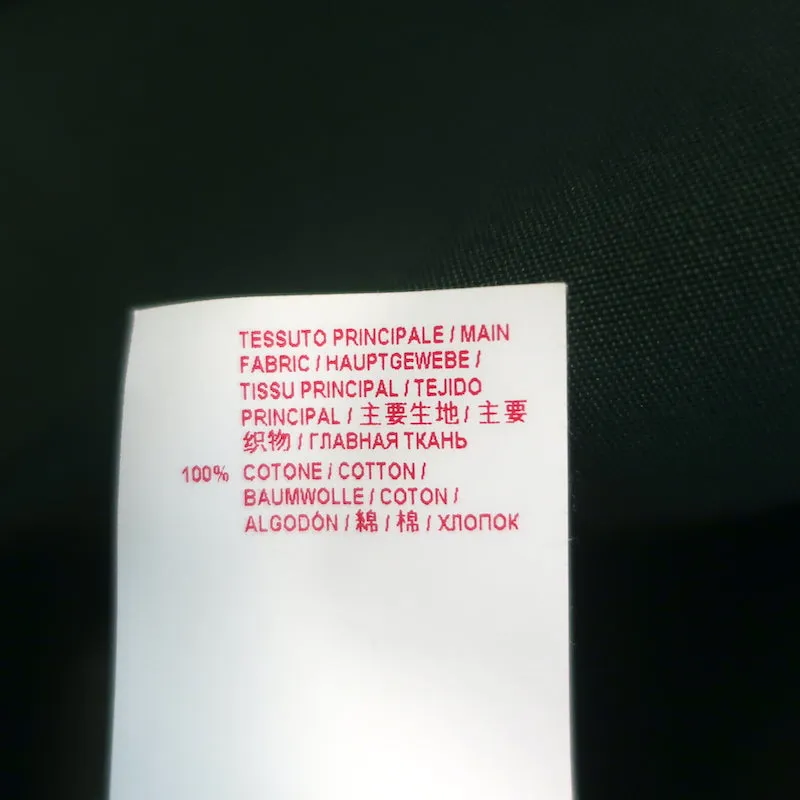 TESSUTO PRINCIPALE / MAIN
FABRIC / HAUPTGEWEBE /
TISSU PRINCIPAL / TEJIDO
PRINCIPAL / 主要生地 / 主要
织物 / ГЛАВНАЯ ТКАНЬ
100% COTONE / COTTON /
BAUMWOLLE / COTON /
ALGODÓN / 綿 / 棉 / ХЛОПОК